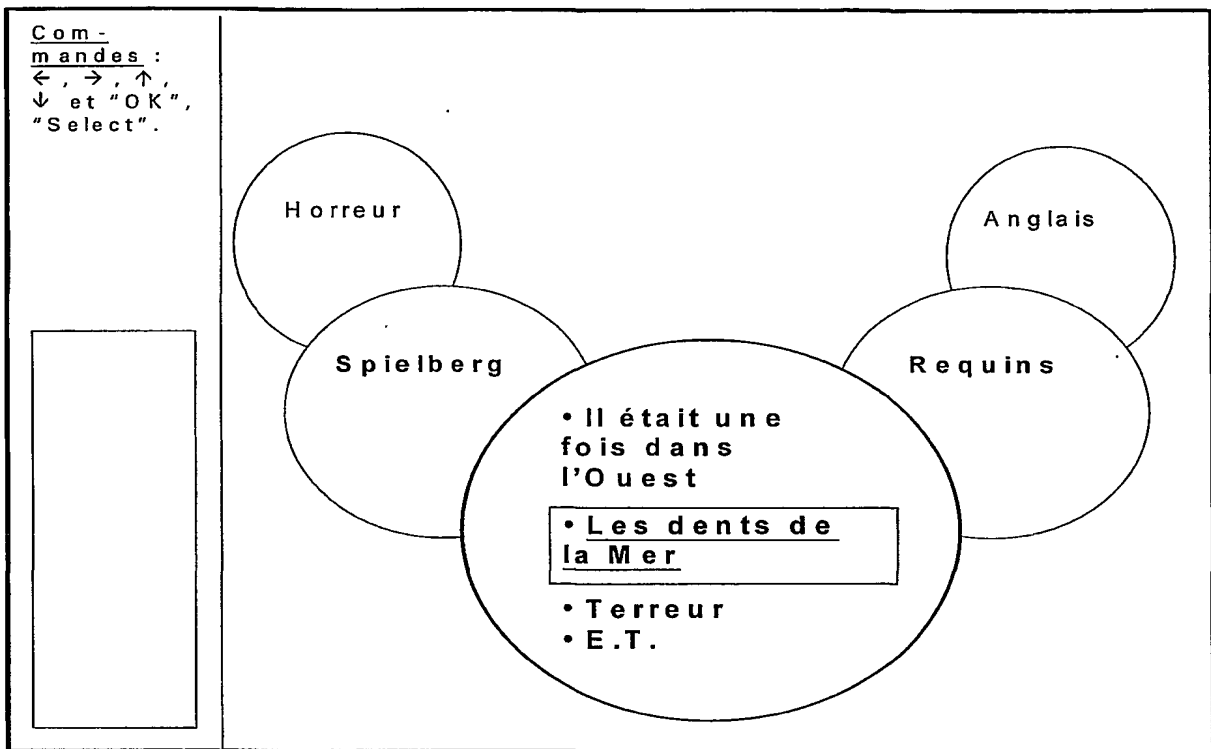 Com-
mandes :
←, →, ↑,
↓ et "OK",
"Select".
Horreur
Anglais
Spielberg
Requins
• Il était une
fois dans
l'Ouest
• Les dents de
la Mer
• Terreur
• E.T.